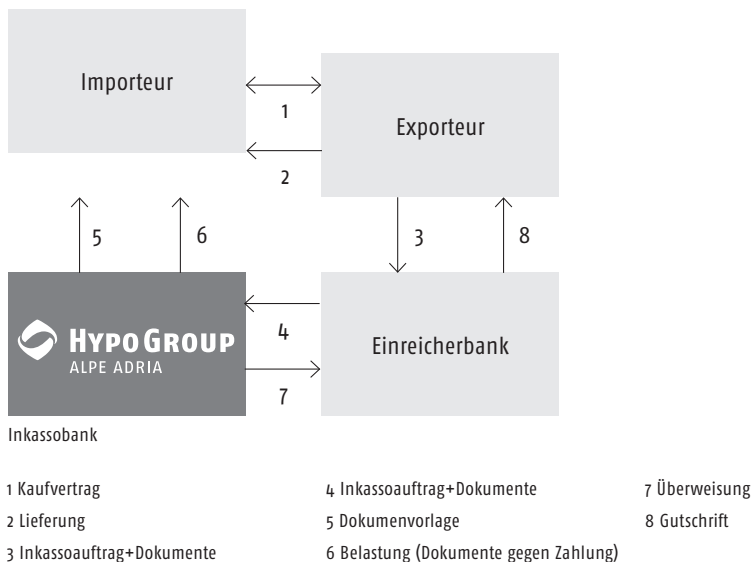 Importeur
1
Exporteur
2
5
6
3
8
HYPO GROUP
ALPE ADRIA
4
Einreicherbank
7
Inkassobank
1 Kaufvertrag
2 Lieferung
3 Inkassoauftrag+Dokumente
4 Inkassoauftrag+Dokumente
5 Dokumenvorlage
6 Belastung (Dokumente gegen Zahlung)
7 Überweisung
8 Gutschrift